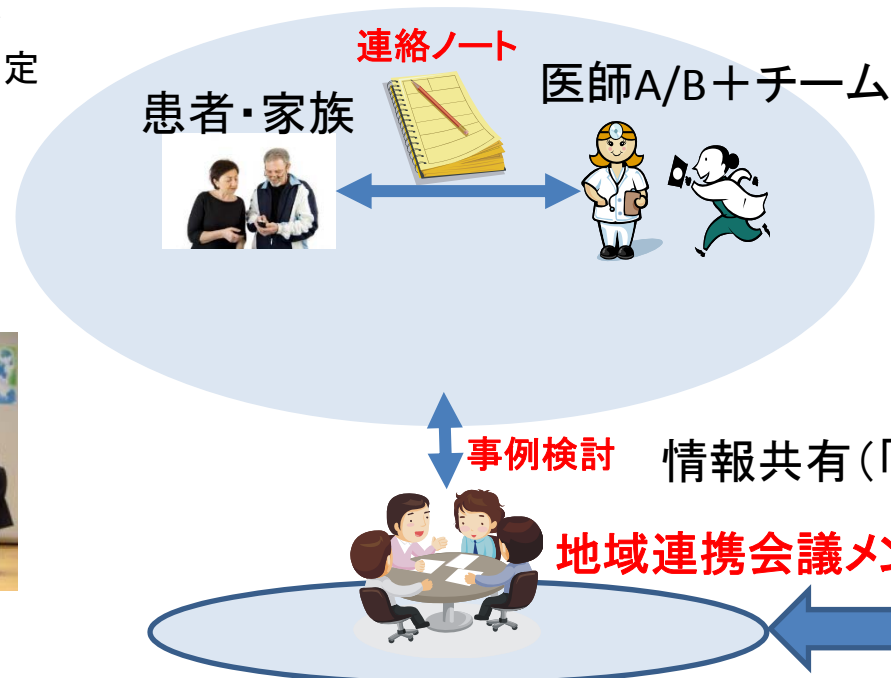 定
連絡ノート
医師A/B＋チーム
患者・家族
事例検討
情報共有(「
地域連携会議メン